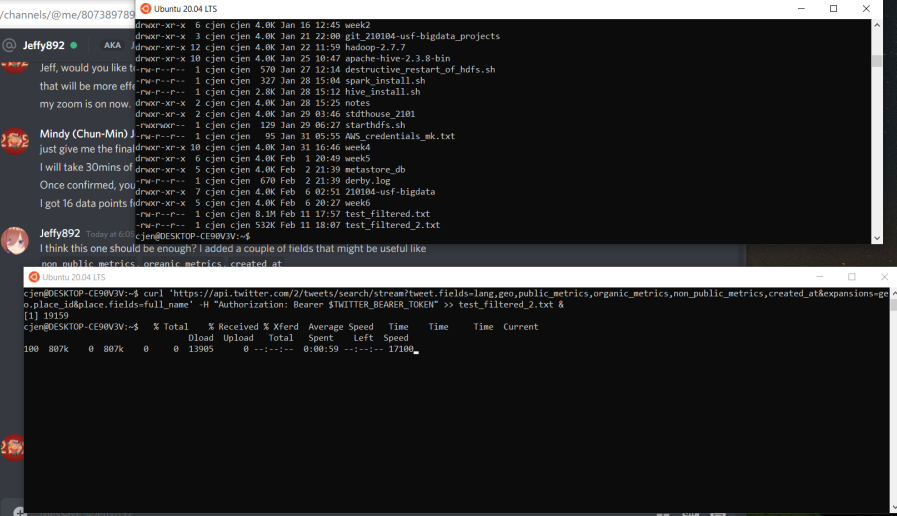 /channels/@me/807389789
@ Jeffy892 AKA
Jeff, would you like t
that will be more effe
my zoom is on now.
Mindy (Chun-Min) J
just give me the final
I will take 30mins of
Once confirmed, you
I got 16 data points f
Jeffy892 Today at 6:05
I think this one should be enough? I added a couple of fields that might be useful like
non_public_metrics, organic_metrics, created_at
Ubuntu 20.04 LTS
drwxr-xr-x  6 cjen cjen 4.0K Jan 16 12:45 week2
drwxr-xr-x  3 cjen cjen 4.0K Jan 21 22:00 git_210104-usf-bigdata_projects
drwxr-xr-x 12 cjen cjen 4.0K Jan 22 11:59 hadoop-2.7.7
drwxr-xr-x 10 cjen cjen 4.0K Jan 25 10:47 apache-hive-2.3.8-bin
-rw-r--r--  1 cjen cjen  570 Jan 27 12:14 destructive_restart_of_hdfs.sh
-rw-r--r--  1 cjen cjen  327 Jan 28 15:04 spark_install.sh
-rw-r--r--  1 cjen cjen 2.8K Jan 28 15:12 hive_install.sh
drwxr-xr-x  2 cjen cjen 4.0K Jan 28 15:25 notes
drwxr-xr-x  2 cjen cjen 4.0K Jan 29 03:46 stdthouse_2101
-rwxrwxr--  1 cjen cjen  129 Jan 29 06:27 starthdfs.sh
-rw-r--r--  1 cjen cjen   95 Jan 31 05:55 AWS_credentials_mk.txt
drwxr-xr-x 10 cjen cjen 4.0K Jan 31 16:46 week4
drwxr-xr-x  6 cjen cjen 4.0K Feb  1 20:49 week5
drwxr-xr-x  5 cjen cjen 4.0K Feb  2 21:39 metastore_db
-rw-r--r--  1 cjen cjen  670 Feb  2 21:39 derby.log
drwxr-xr-x  7 cjen cjen 4.0K Feb  6 02:51 210104-usf-bigdata
drwxr-xr-x  5 cjen cjen 4.0K Feb  6 20:27 week6
-rw-r--r--  1 cjen cjen 8.1M Feb 11 17:57 test_filtered.txt
-rw-r--r--  1 cjen cjen 532K Feb 11 18:07 test_filtered_2.txt
cjen@DESKTOP-CE90V3V:~$
Ubuntu 20.04 LTS
cjen@DESKTOP-CE90V3V:~$ curl 'https://api.twitter.com/2/tweets/search/stream?tweet.fields=lang,geo,public_metrics,organic_metrics,non_public_metrics,created_at&expansions=ge
o.place_id&place.fields=full_name' -H "Authorization: Bearer $TWITTER_BEARER_TOKEN" >> test_filtered_2.txt &
[1] 19159
cjen@DESKTOP-CE90V3V:~$   % Total    % Received % Xferd  Average Speed   Time    Time     Time  Current
Dload  Upload   Total   Spent    Left  Speed
100  807k    0  807k    0     0  13905      0 --:--:--  0:00:59 --:--:-- 17100